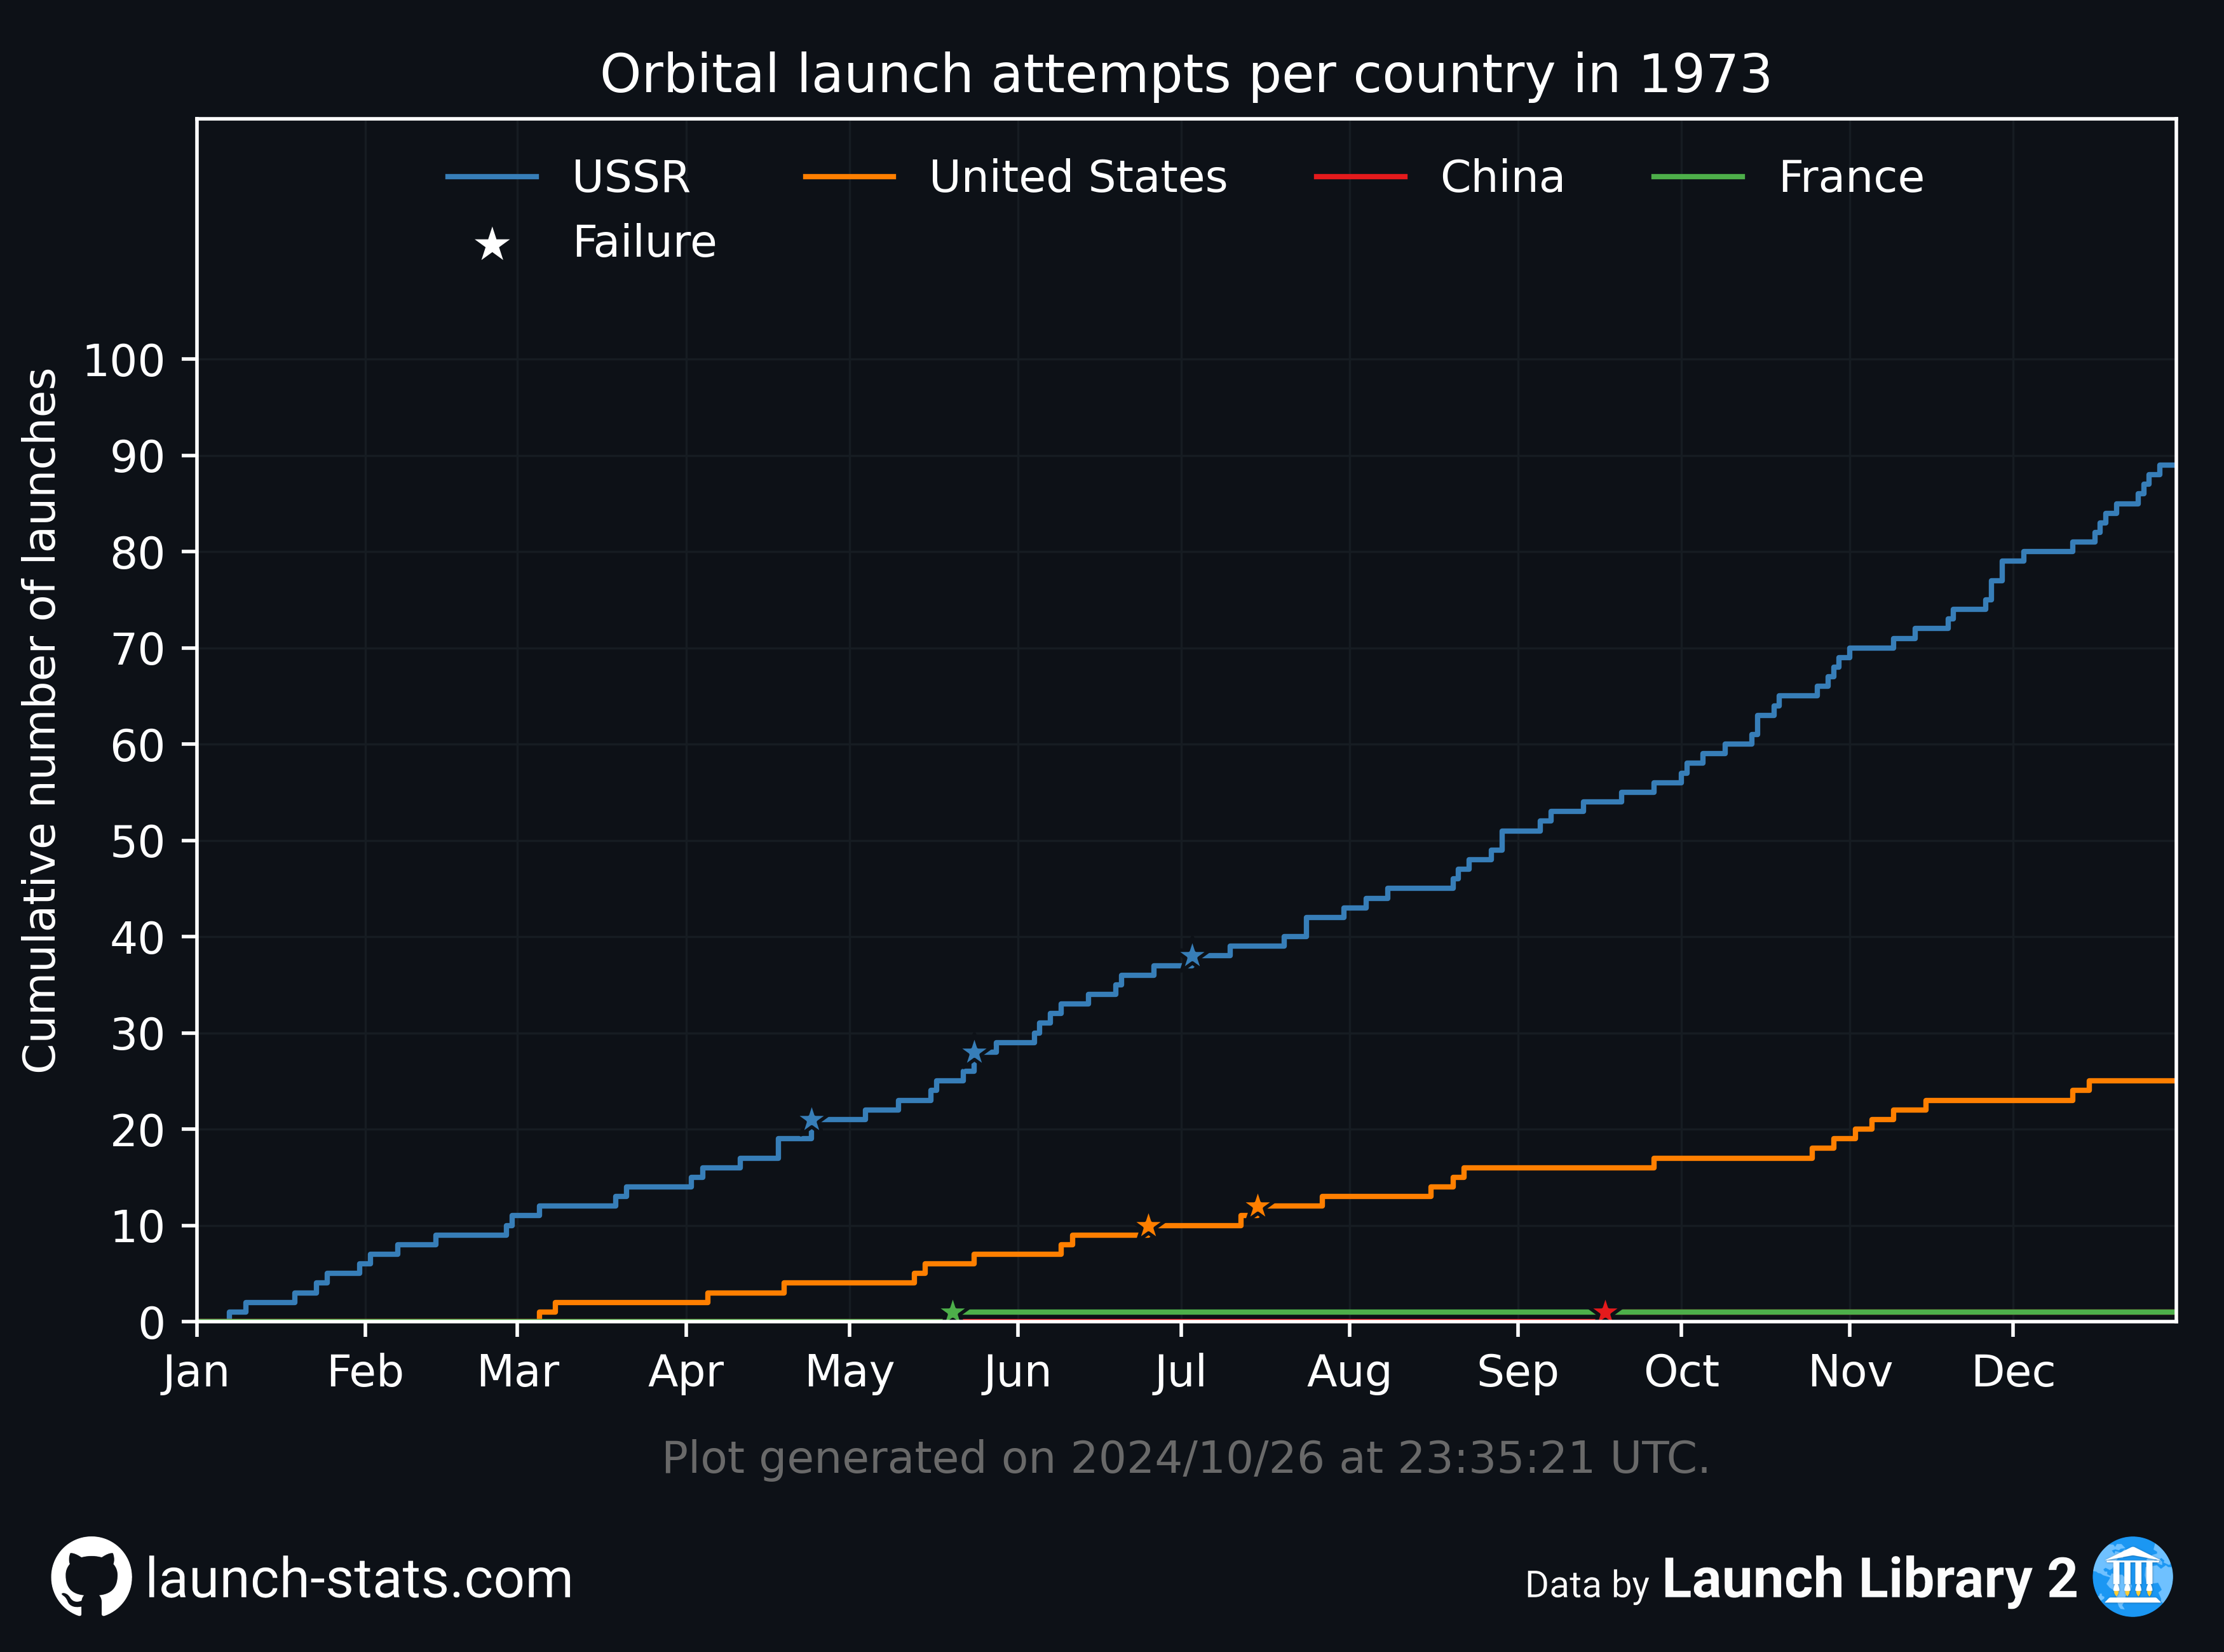 Orbital launch attempts per country in 1973
USSR
United States
China
France
Failure
Cumulative number of launches
100
90
80
70
60
50
40
30
20
10
0
Jan Feb Mar Apr May Jun Jul Aug Sep Oct Nov Dec
Plot generated on 2024/10/26 at 23:35:21 UTC.
launch-stats.com
Data by Launch Library 2